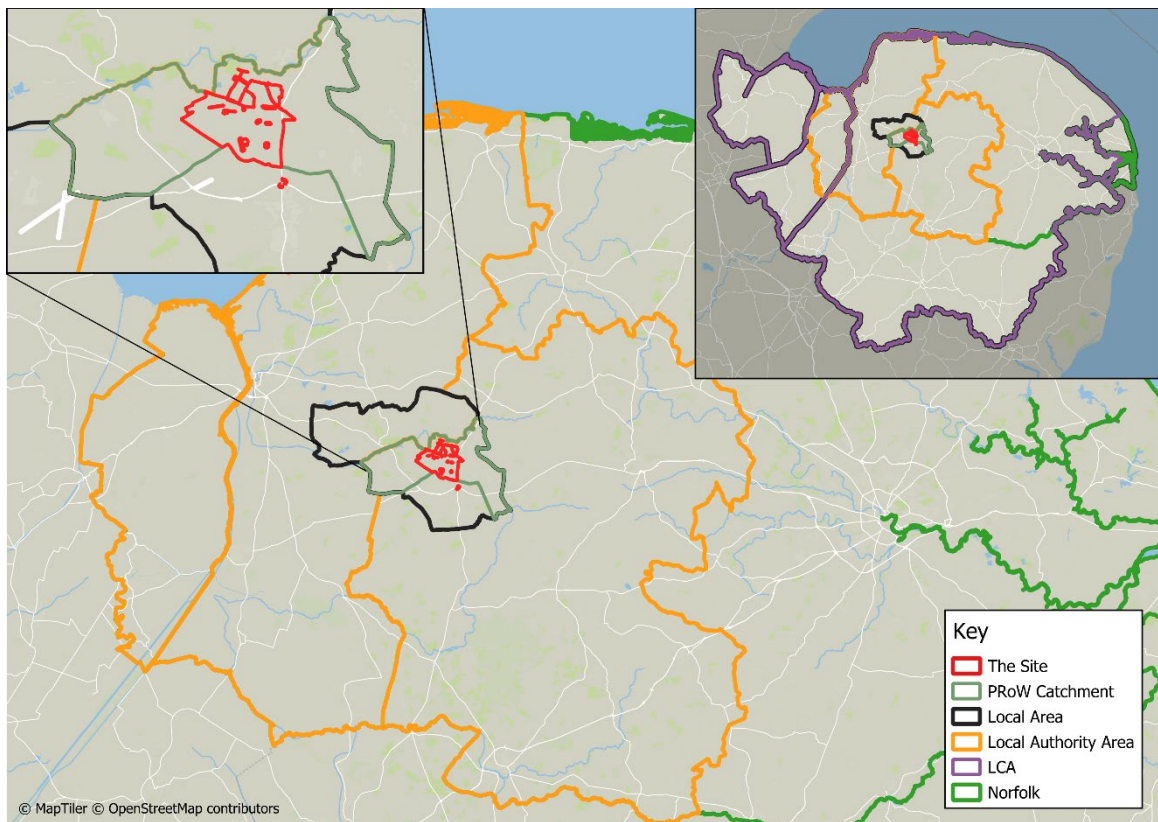 Key
The Site
PRoW Catchment
Local Area
Local Authority Area
LCA
Norfolk
© MapTiler © OpenStreetMap contributors